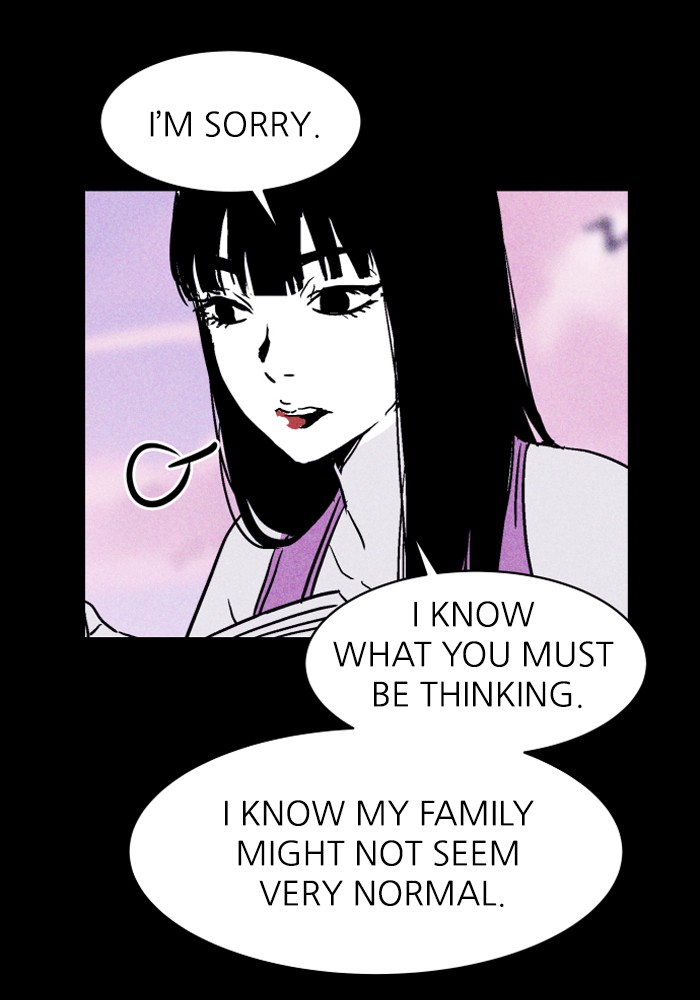 I'M SORRY.
I KNOW
WHAT YOU MUST
BE THINKING.
I KNOW MY FAMILY
MIGHT NOT SEEM
VERY NORMAL.